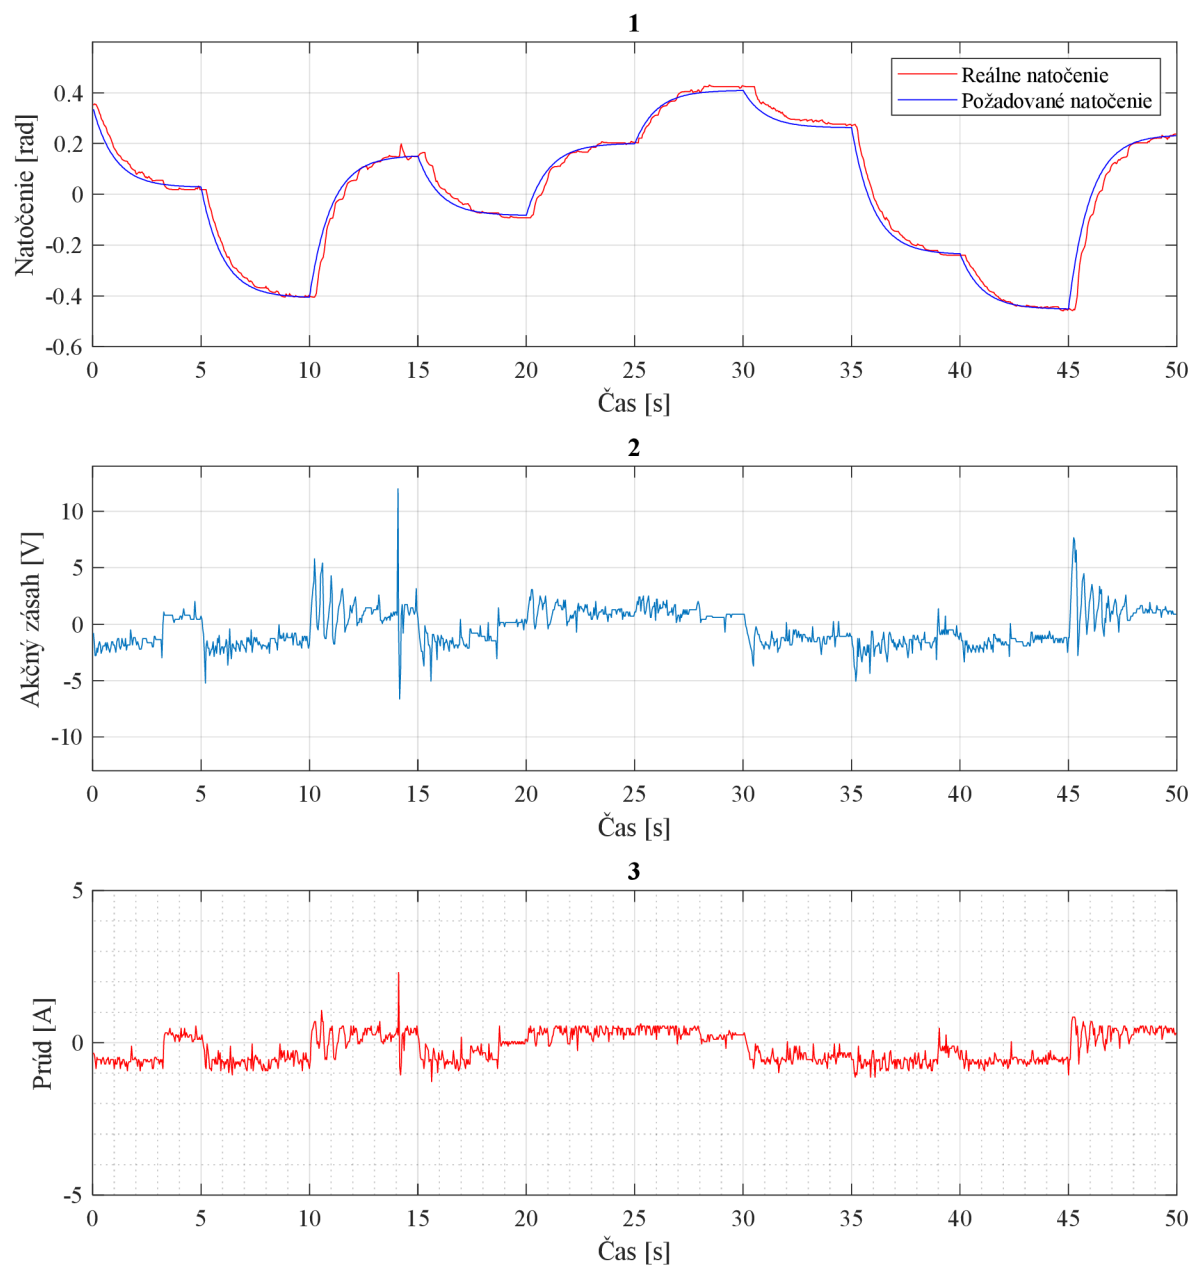 1
Reálne natočenie
Požadované natočenie
0.4
0.2
0
-0.2
-0.4
-0.6
Natočenie [rad]
0 5 10 15 20 25 30 35 40 45 50
Čas [s]
2
10
5
0
-5
-10
Akčný zásah [V]
0 5 10 15 20 25 30 35 40 45 50
Čas [s]
3
5
0
-5
Prúd [A]
0 5 10 15 20 25 30 35 40 45 50
Čas [s]